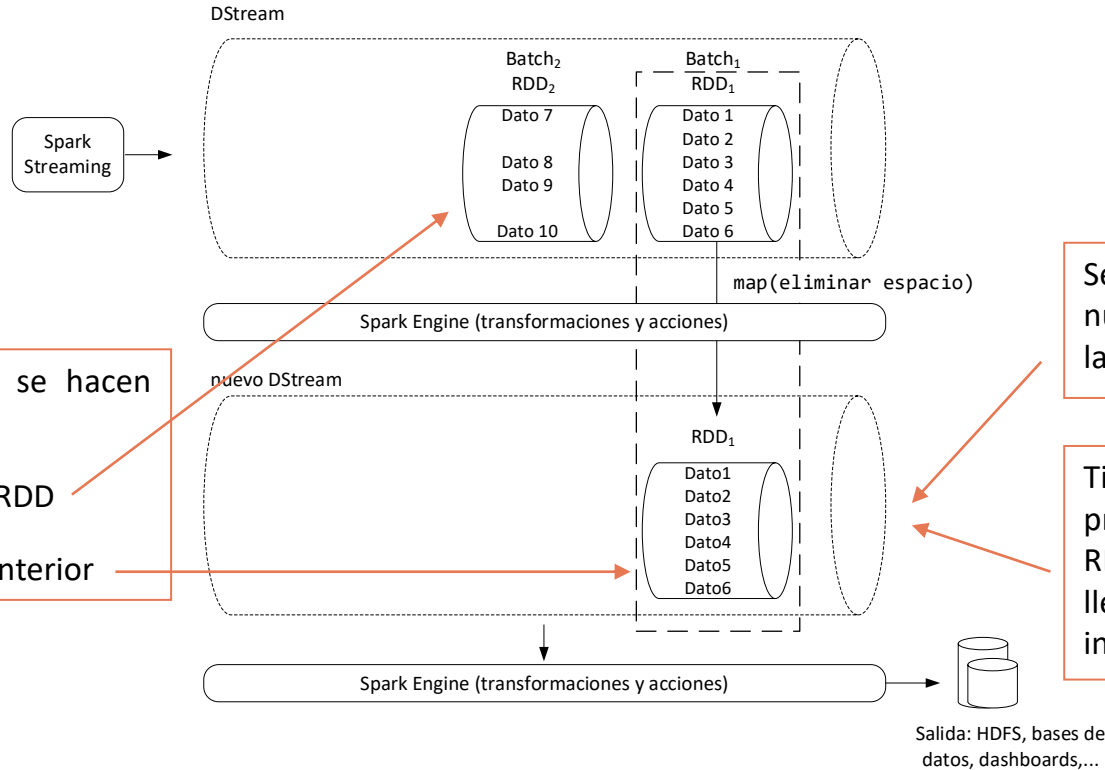 DStream
Batch₂
RDD₂
Dato 7
Dato 8
Dato 9
Dato 10
Batch₁
RDD₁
Dato 1
Dato 2
Dato 3
Dato 4
Dato 5
Dato 6
Spark
Streaming
map(eliminar espacio)
Spark Engine (transformaciones y acciones)
se hacen
RDD
nuevo DStream
RDD₁
Dato1
Dato2
Dato3
Dato4
Dato5
Dato6
Spark Engine (transformaciones y acciones)
Salida: HDFS, bases de
datos, dashboards,...